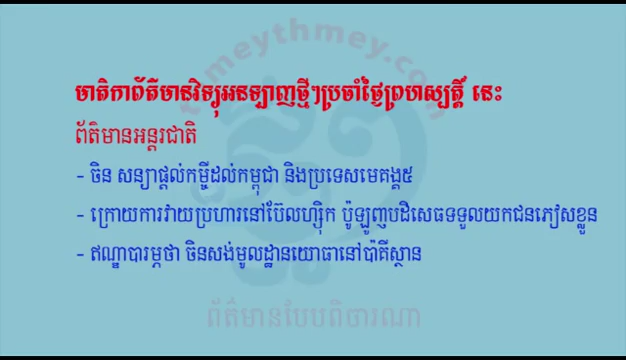 thmeythmey.com
មាតិកាព័ត៌មានវិទ្យុអនឡាញថ្មីៗប្រចាំថ្ងៃព្រហស្បតិ៍ នេះ
ព័ត៌មានអន្តរជាតិ
- ចិន សន្យាផ្តល់កម្ចីដល់កម្ពុជា និងប្រទេសមេគង្គ៥
- ក្រោយការវាយប្រហារនៅប៊ែលហ្ស៊ិក ប៉ូឡូញបដិសេធទទួលយកជនភៀសខ្លួន
- ឥណ្ឌាបារម្ភថា ចិនសង់មូលដ្ឋានយោធានៅប៉ាគីស្ថាន
ព័ត៌មានបែបពិចារណា